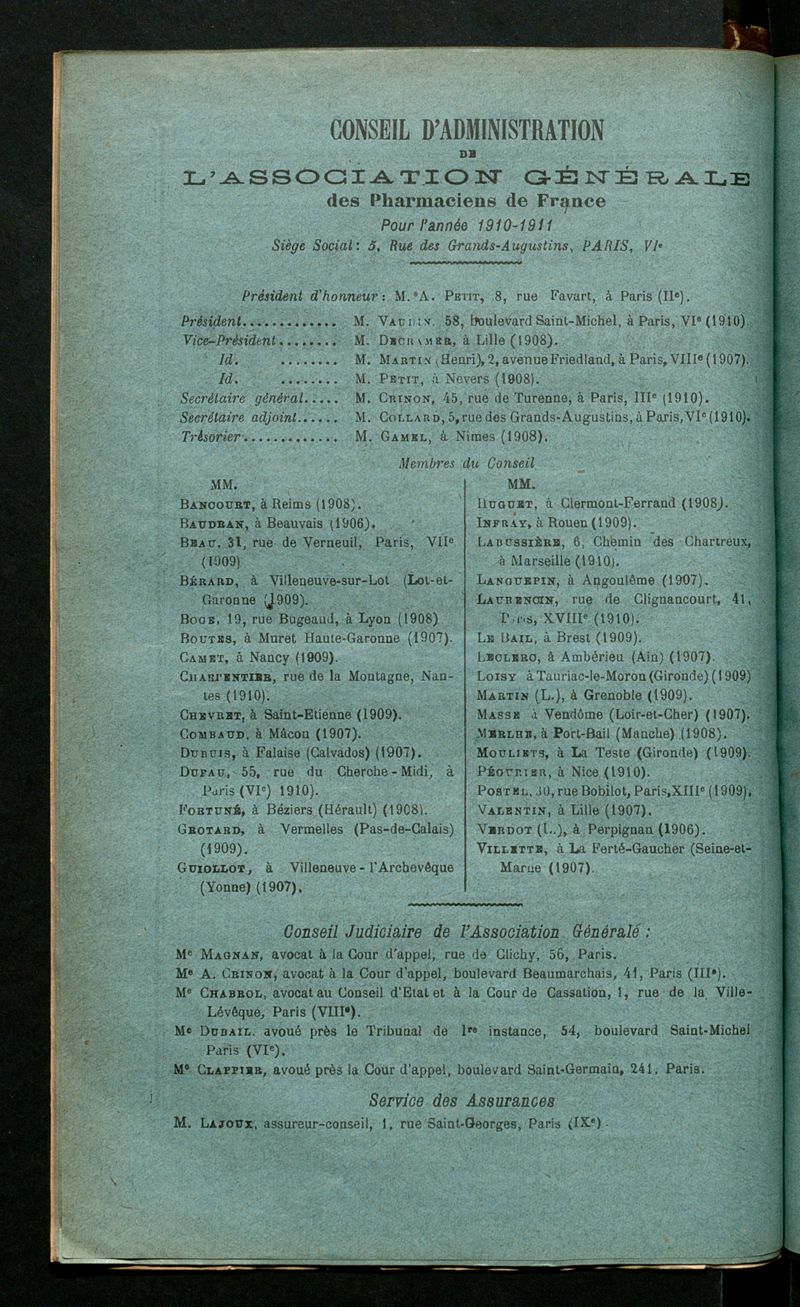 CONSEIL D'ADMINISTRATION
DE
L'ASSOCIATION GÉNÉRALE
des Pharmaciens de France
Pour l'année 1910-1911
Siège Social : 5, Rue des Grands-Augustins, PARIS, VIe
Président d'honneur : M. A. PETIT, 8, rue Favart, à Paris (IIe).
Président............. M. 58, boulevard Saint-Michel, à Paris, VIe (1910).
Vice-Président........ M. à Lille (1908).
Id. ........ M. MARTIN (Henri), 2, avenue Friedland, à Paris, VIIIe (1907).
Id. ........ M. PETIT, à Nevers (1908).
Secrétaire général..... M. CRINON, 45, rue de Turenne, à Paris, IIIe (1910).
Secrétaire adjoint...... M. COLLARD, 5, rue des Grands-Augustins, à Paris, VIe (1910).
Trésorier............. M. GAMEL, à Nimes (1908).
Membres du Conseil
MM.
BANCOURT, à Reims (1908).
BAUDRAN, à Beauvais (1906).
BEAU, 31, rue de Verneuil, Paris, VIIe
(1909)
BÉRARD, à Villeneuve-sur-Lot (Lot-et-
Garonne (1909).
BOGE, 19, rue Bugeaud, à Lyon (1908)
BOUTES, à Muret Haute-Garonne (1907).
CAMET, à Nancy (1909).
CHARPENTIER, rue de la Montagne, Nan-
tes (1910).
CHEVRET, à Saint-Etienne (1909).
COMBAUD, à Mâcon (1907).
DUBUIS, à Falaise (Calvados) (1907).
DUFAU, 55, rue du Cherche-Midi, à
Paris (VIe) 1910).
FORTUNÉ, à Béziers (Hérault) (1908).
GROTARD, à Vermelles (Pas-de-Calais)
(1909).
GUIOLLOT, à Villeneuve-l'Archevêque
(Yonne) (1907).
MM.
HUGUET, à Clermont-Ferrand (1908).
INFRAY, à Rouen (1909).
LABUSSIÈRE, 6, Chemin des Chartreux,
à Marseille (1910).
LANQUEPIN, à Angoulême (1907).
LAURENCIN, rue de Clignancourt, 41,
Paris, XVIIIe (1910).
LE BAIL, à Brest (1909).
LECLERC, à Ambérieu (Ain) (1907).
LOISY à Tauriac-le-Moron (Gironde) (1909)
MARTIN (L.), à Grenoble (1909).
MASSE à Vendôme (Loir-et-Cher) (1907).
MERLUE, à Port-Bail (Manche) (1908).
MOULIETS, à La Teste (Gironde) (1909).
PÉGURIER, à Nice (1910).
POSTEL, 30, rue Bobilot, Paris, XIIIe (1909).
VALENTIN, à Lille (1907).
VERDOT (L.), à Perpignan (1906).
VILLETTE, à La Ferté-Gaucher (Seine-et-
Marne (1907).
Conseil Judiciaire de l'Association Générale :
Me MAGNAN, avocat à la Cour d'appel, rue de Clichy, 56, Paris.
Me A. CRINON, avocat à la Cour d'appel, boulevard Beaumarchais, 41, Paris (IIIe).
Me CHABROL, avocat au Conseil d'Etat et à la Cour de Cassation, 1, rue de la Ville-
Lévêque, Paris (VIIIe).
Me DUBAIL. avoué près le Tribunal de 1re instance, 54, boulevard Saint-Michel
Paris (VIe).
Me CLAPPIER, avoué près la Cour d'appel, boulevard Saint-Germain, 241, Paris.
Service des Assurances
M. LAJOUX, assureur-conseil, 1, rue Saint-Georges, Paris (IXe).